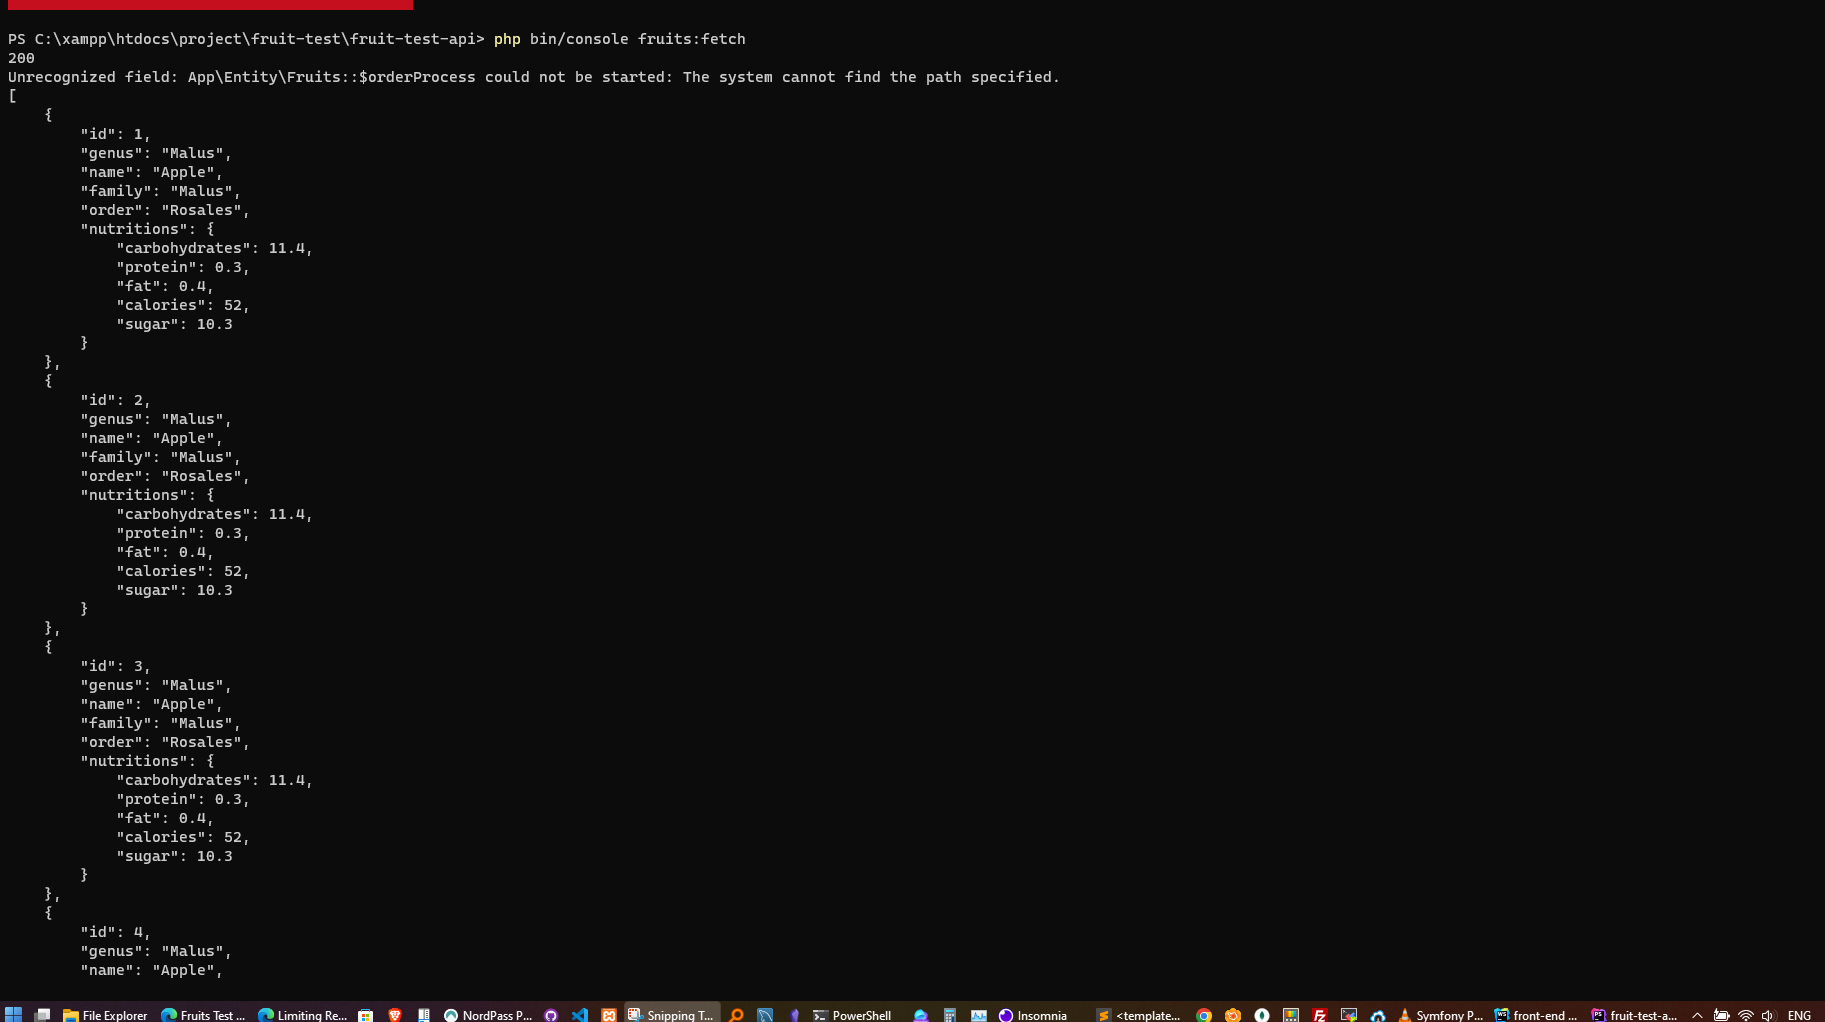 PS C:\xampp\htdocs\project\fruit-test\fruit-test-api> php bin/console fruits:fetch
200
Unrecognized field: App\Entity\Fruits::$orderProcess could not be started: The system cannot find the path specified.
[
    {
        "id": 1,
        "genus": "Malus",
        "name": "Apple",
        "family": "Malus",
        "order": "Rosales",
        "nutritions": {
            "carbohydrates": 11.4,
            "protein": 0.3,
            "fat": 0.4,
            "calories": 52,
            "sugar": 10.3
        }
    },
    {
        "id": 2,
        "genus": "Malus",
        "name": "Apple",
        "family": "Malus",
        "order": "Rosales",
        "nutritions": {
            "carbohydrates": 11.4,
            "protein": 0.3,
            "fat": 0.4,
            "calories": 52,
            "sugar": 10.3
        }
    },
    {
        "id": 3,
        "genus": "Malus",
        "name": "Apple",
        "family": "Malus",
        "order": "Rosales",
        "nutritions": {
            "carbohydrates": 11.4,
            "protein": 0.3,
            "fat": 0.4,
            "calories": 52,
            "sugar": 10.3
        }
    },
    {
        "id": 4,
        "genus": "Malus",
        "name": "Apple",
File Explorer Fruits Test ... Limiting Re... NordPass P... Snipping T... PowerShell Insomnia <template... Symfony P... front-end ... fruit-test-a... ENG